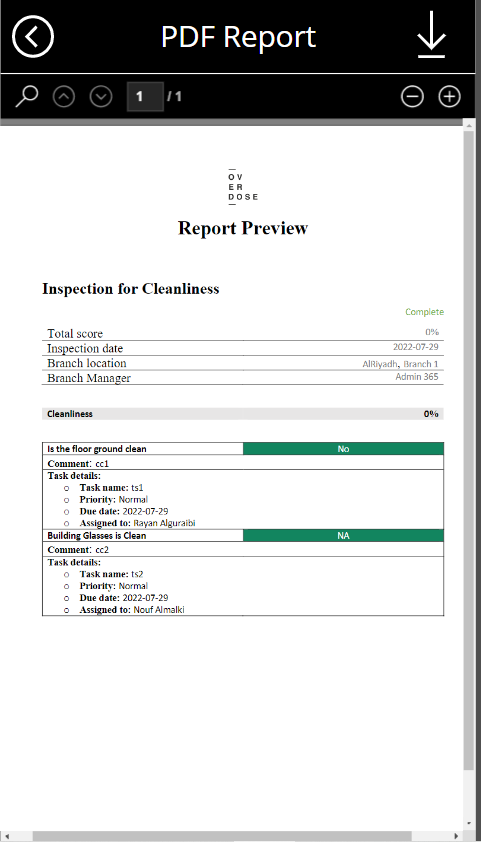 PDF Report
1 / 1
OV
ER
DOSE
Report Preview
Inspection for Cleanliness
Complete
Total score 0%
Inspection date 2022-07-29
Branch location AlRiyadh, Branch 1
Branch Manager Admin 365
Cleanliness 0%
Is the floor ground clean No
Comment: cc1
Task details:
o Task name: ts1
o Priority: Normal
o Due date: 2022-07-29
o Assigned to: Rayan Alguraibi
Building Glasses is Clean NA
Comment: cc2
Task details:
o Task name: ts2
o Priority: Normal
o Due date: 2022-07-29
o Assigned to: Nouf Almalki